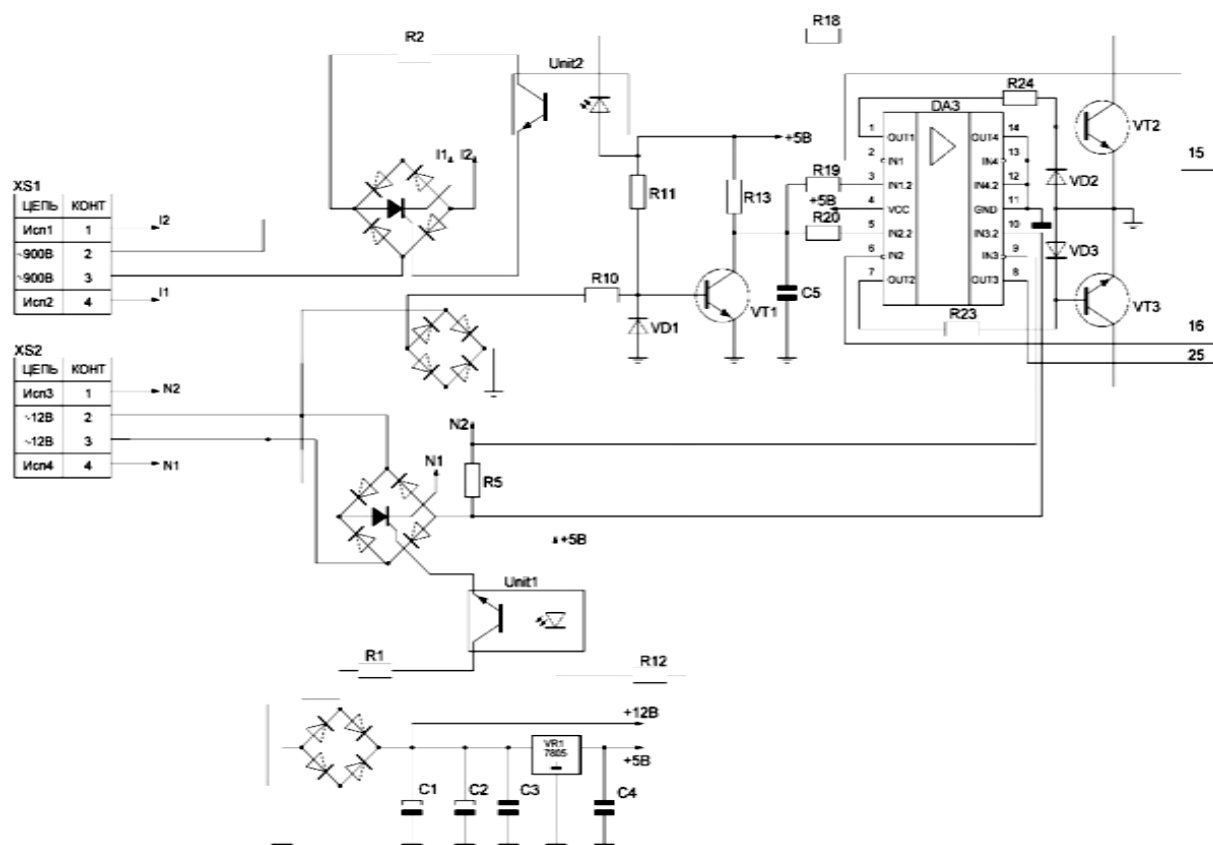 R2
R18
Unit2
R24
DA3
VT2
1 OUT1 OUT4 14
2 IN1 IN4 13
3 IN1.2 IN4.2 12
4 VCC GND 11
5 IN2.2 IN3.2 10
6 IN2 IN3 9
7 OUT2 OUT3 8
15
+5В
I1 I2
R19
VD2
R11
R13
+5В
R20
XS1
ЦЕПЬ КОНТ
Исп1 1 I2
~900В 2
~900В 3
Исп2 4 I1
VD3
R10
C5
VD1
VT1
VT3
R23
16
25
XS2
ЦЕПЬ КОНТ
Исп3 1 N2
~12В 2
~12В 3
Исп4 4 N1
N2
N1
R5
+5В
Unit1
R1
R12
+12В
VR1
7805
+5В
C1
C2
C3
C4